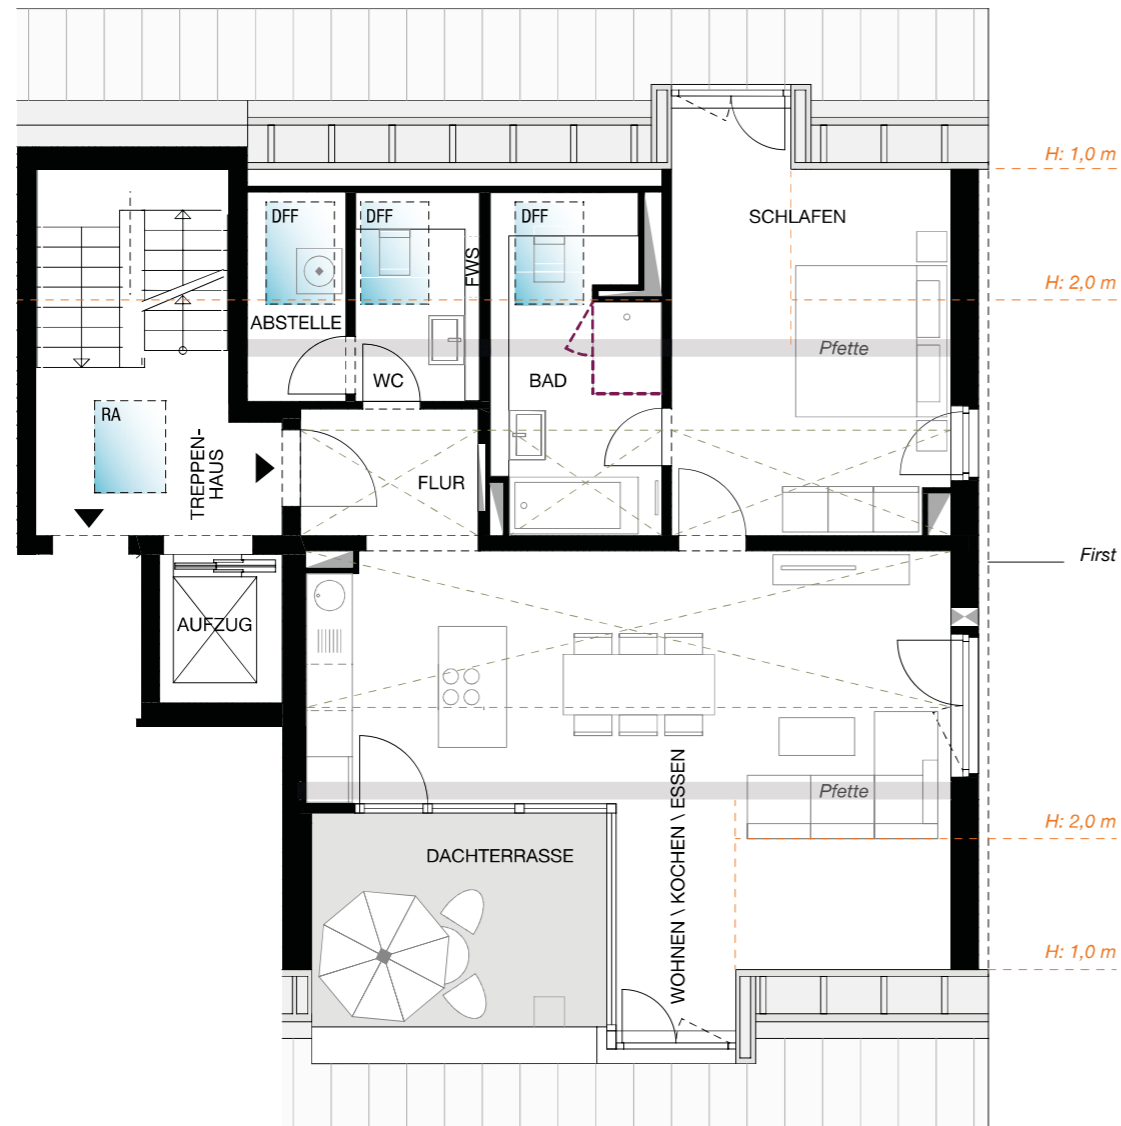 H: 1,0 m
DFF
DFF
DFF
SCHLAFEN
FWS
H: 2,0 m
ABSTELLE
Pfette
WC
BAD
RA
TREPPEN-
HAUS
FLUR
First
AUFZUG
Pfette
H: 2,0 m
DACHTERRASSE
WOHNEN \ KOCHEN \ ESSEN
H: 1,0 m